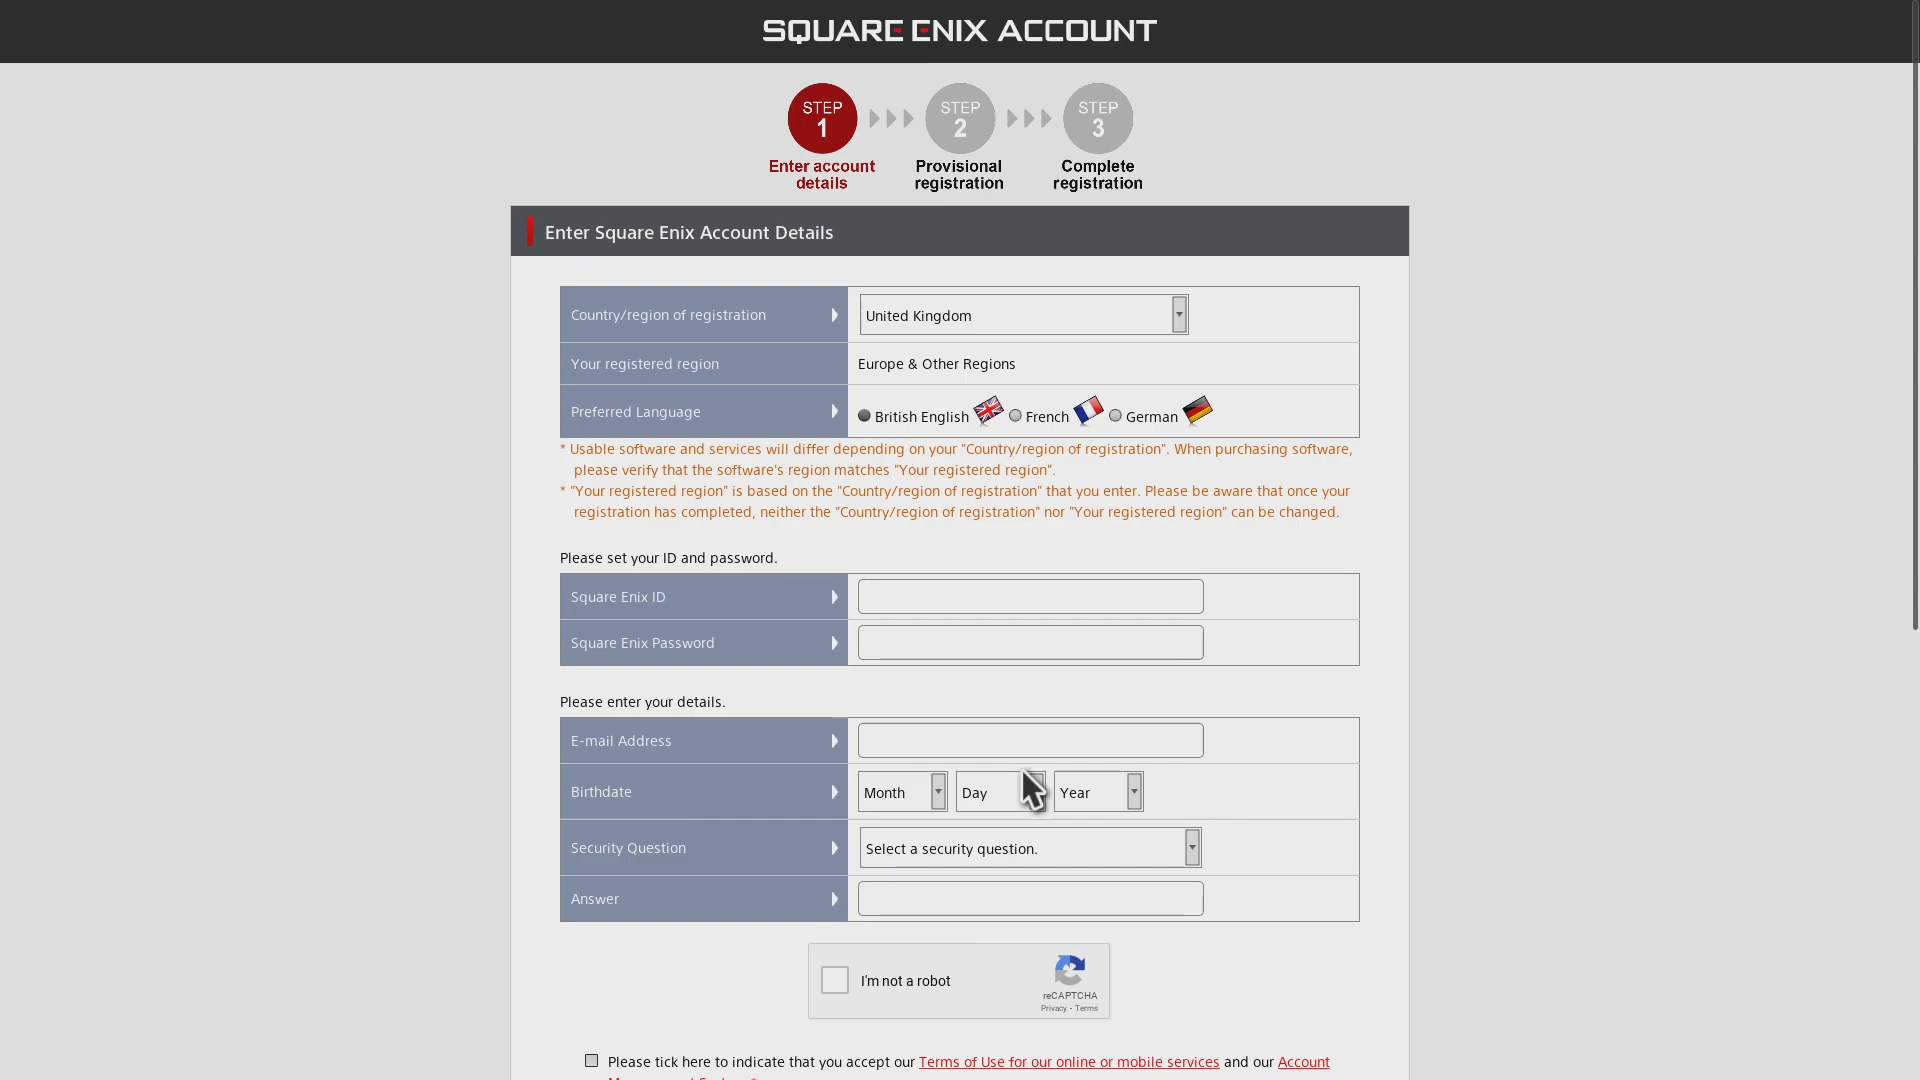 SQUARE ENIX ACCOUNT
STEP 1
STEP 2
STEP 3
Enter account details
Provisional registration
Complete registration
Enter Square Enix Account Details
Country/region of registration
United Kingdom
Your registered region
Europe & Other Regions
Preferred Language
British English
French
German
* Usable software and services will differ depending on your "Country/region of registration". When purchasing software,
please verify that the software's region matches "Your registered region".
* "Your registered region" is based on the "Country/region of registration" that you enter. Please be aware that once your
registration has completed, neither the "Country/region of registration" nor "Your registered region" can be changed.
Please set your ID and password.
Square Enix ID
Square Enix Password
Please enter your details.
E-mail Address
Birthdate
Month
Day
Year
Security Question
Select a security question.
Answer
I'm not a robot
reCAPTCHA
Privacy - Terms
Please tick here to indicate that you accept our Terms of Use for our online or mobile services and our Account